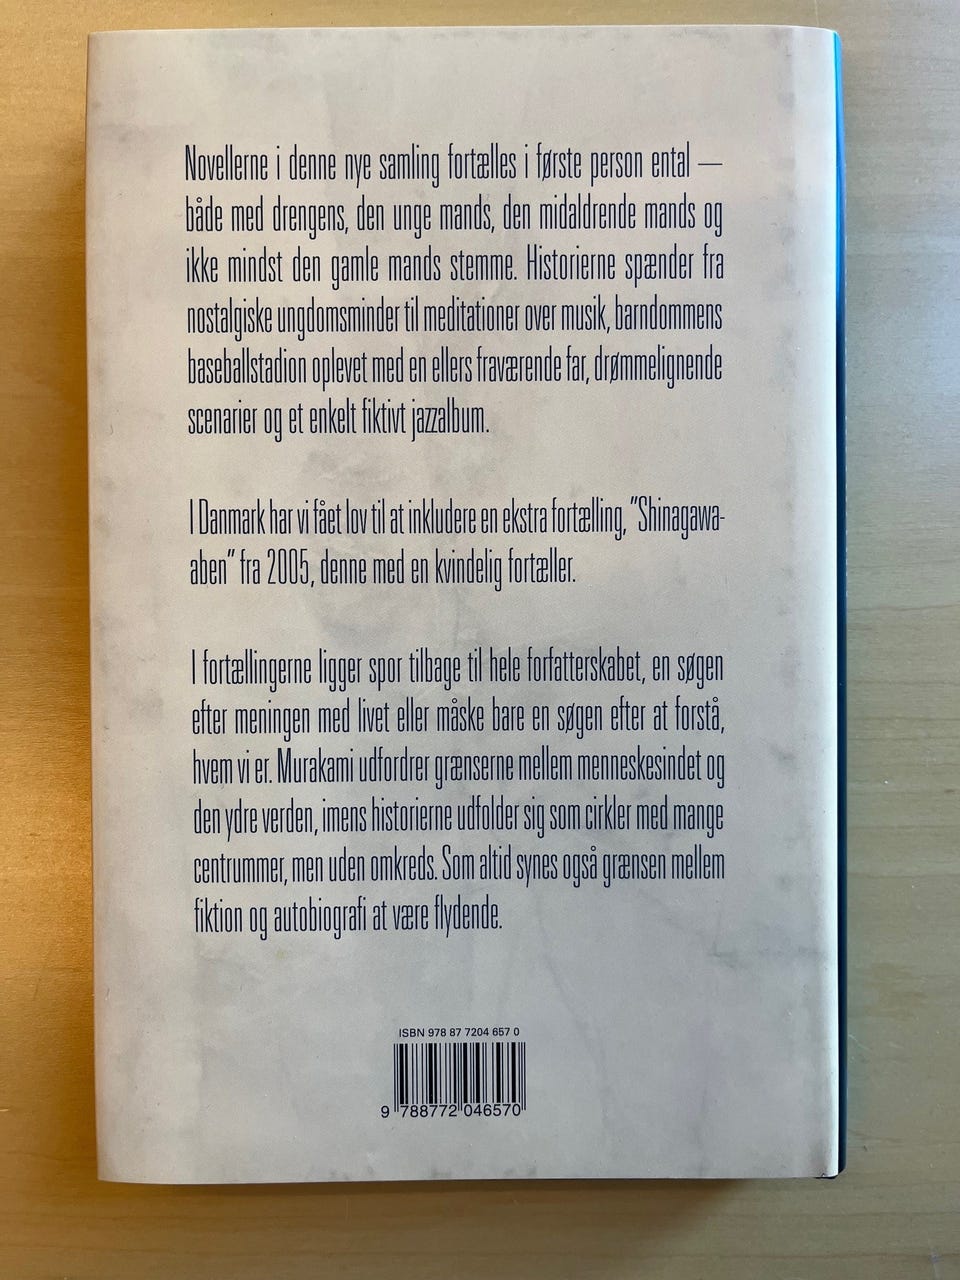 Novellerne i denne nye samling fortælles i første person ental —
både med drengens, den unge mands, den midaldrende mands og
ikke mindst den gamle mands stemme. Historierne spænder fra
nostalgiske ungdomsminder til meditationer over musik, barndommens
baseballstadion oplevet med en ellers fraværende far, drømmelignende
scenarier og et enkelt fiktivt jazzalbum.
I Danmark har vi fået lov til at inkludere en ekstra fortælling, ”Shinagawa-
aben” fra 2005, denne med en kvindelig fortæller.
I fortællingerne ligger spor tilbage til hele forfatterskabet, en søgen
efter meningen med livet eller måske bare en søgen efter at forstå,
hvem vi er. Murakami udfordrer grænserne mellem menneskesindet og
den ydre verden, imens historierne udfolder sig som cirkler med mange
centrummer, men uden omkreds. Som altid synes også grænsen mellem
fiktion og autobiografi at være flydende.
ISBN 978 87 7204 657 0
9 788772 046570